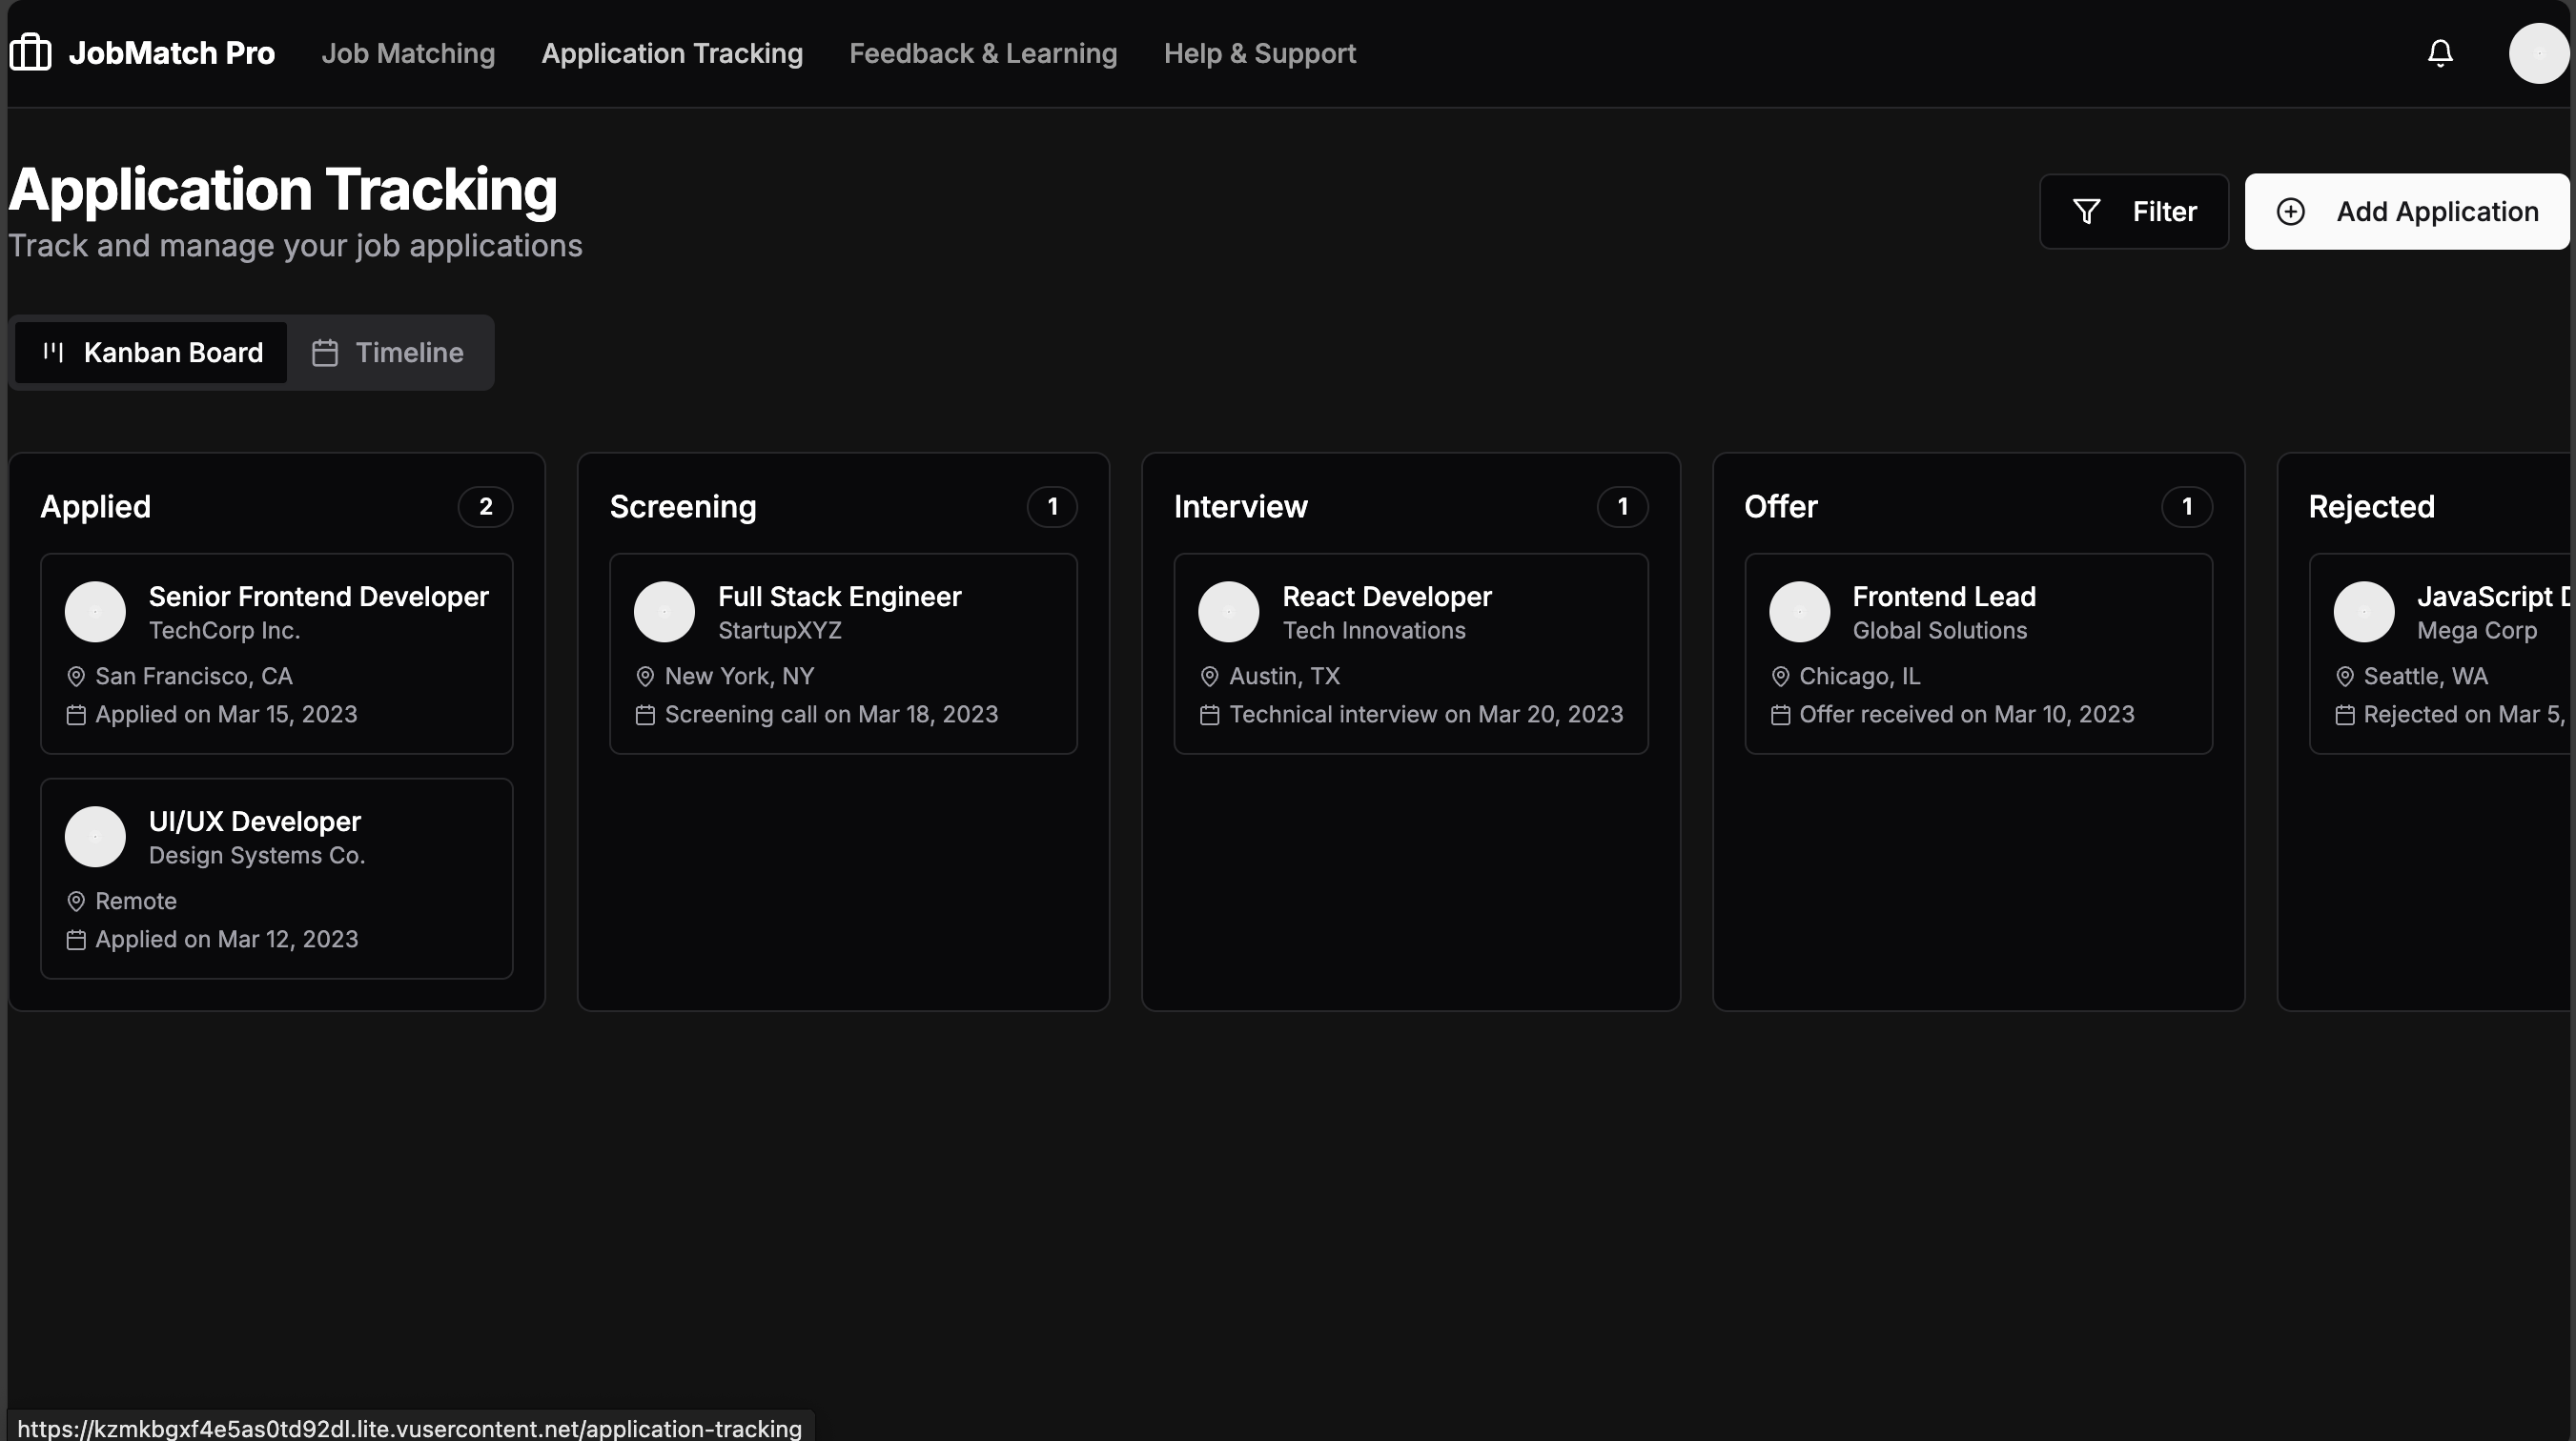 JobMatch Pro
Job Matching
Application Tracking
Feedback & Learning
Help & Support
Application Tracking
Track and manage your job applications
Filter
Add Application
Kanban Board
Timeline
Applied
2
Senior Frontend Developer
TechCorp Inc.
San Francisco, CA
Applied on Mar 15, 2023
UI/UX Developer
Design Systems Co.
Remote
Applied on Mar 12, 2023
Screening
1
Full Stack Engineer
StartupXYZ
New York, NY
Screening call on Mar 18, 2023
Interview
1
React Developer
Tech Innovations
Austin, TX
Technical interview on Mar 20, 2023
Offer
1
Frontend Lead
Global Solutions
Chicago, IL
Offer received on Mar 10, 2023
Rejected
JavaScript
Mega Corp
Seattle, WA
Rejected on Mar 5,
https://kzmkbgxf4e5as0td92dl.lite.vusercontent.net/application-tracking